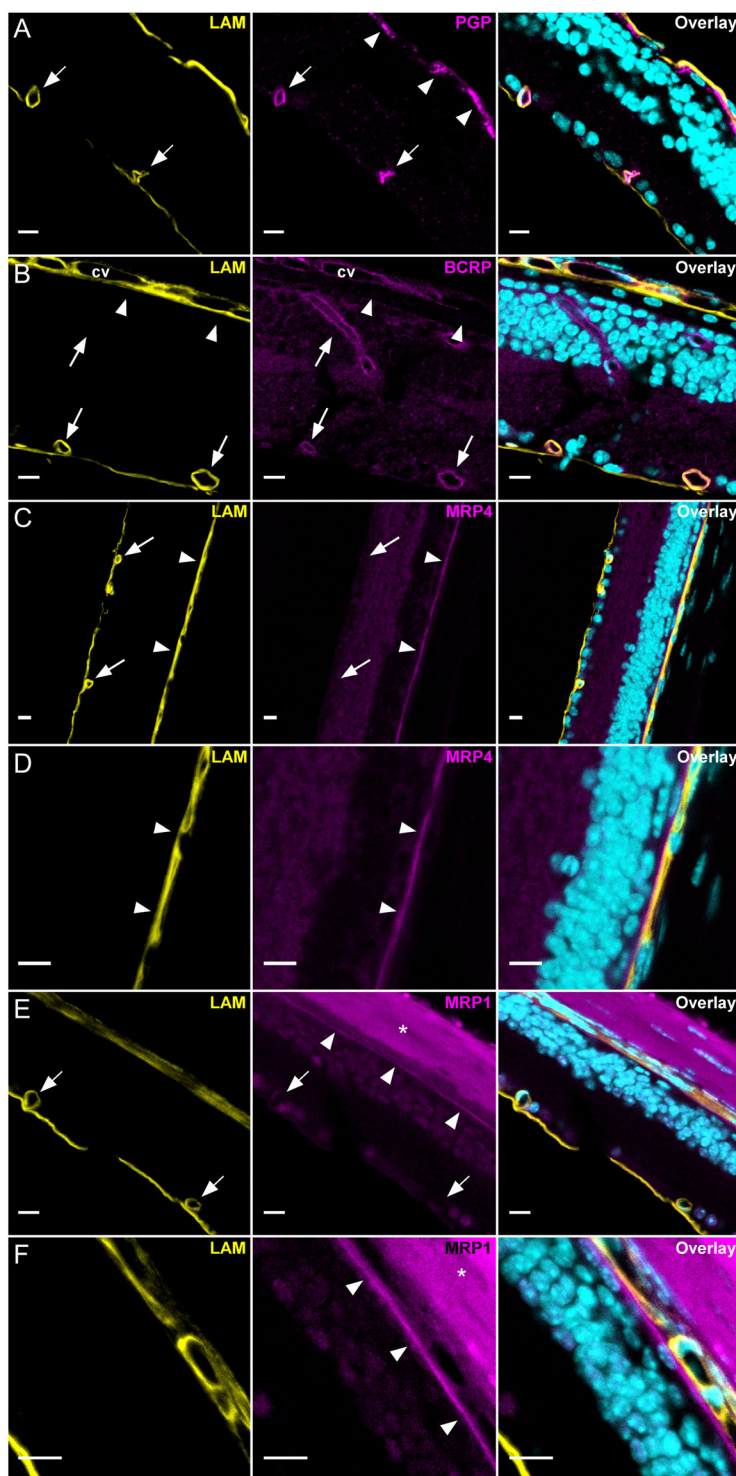 A LAM PGP Overlay
B cv LAM cv BCRP Overlay
C LAM MRP4 Overlay
D LAM MRP4 Overlay
E LAM MRP1 * Overlay
F LAM MRP1 * Overlay